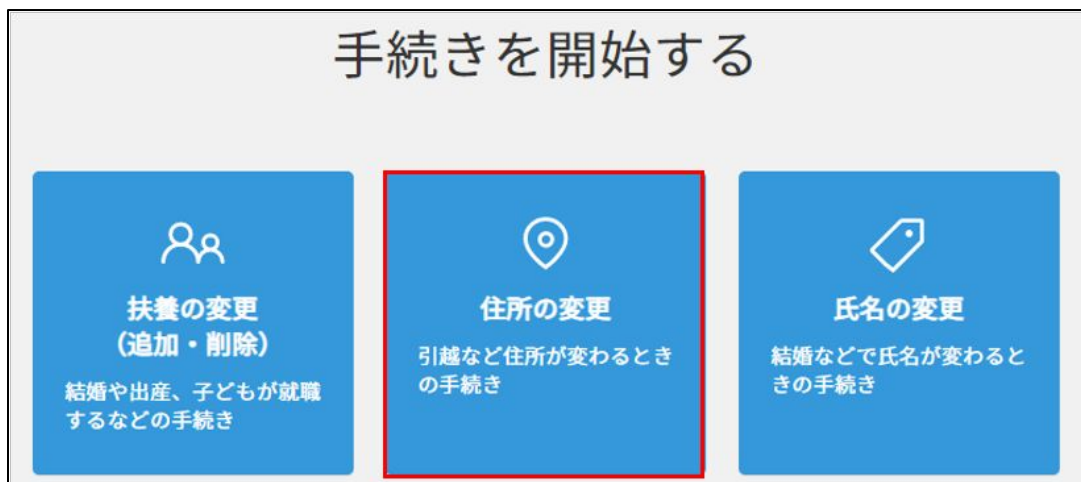 手続きを開始する
扶養の変更
（追加・削除）
結婚や出産、子どもが就職
するなどの手続き
住所の変更
引越など住所が変わるとき
の手続き
氏名の変更
結婚などで氏名が変わると
きの手続き